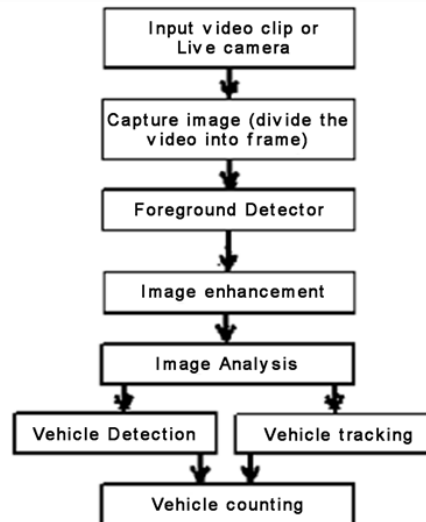 Input video clip or
Live camera
Capture image (divide the
video into frame)
Foreground Detector
Image enhancement
Image Analysis
Vehicle Detection
Vehicle tracking
Vehicle counting